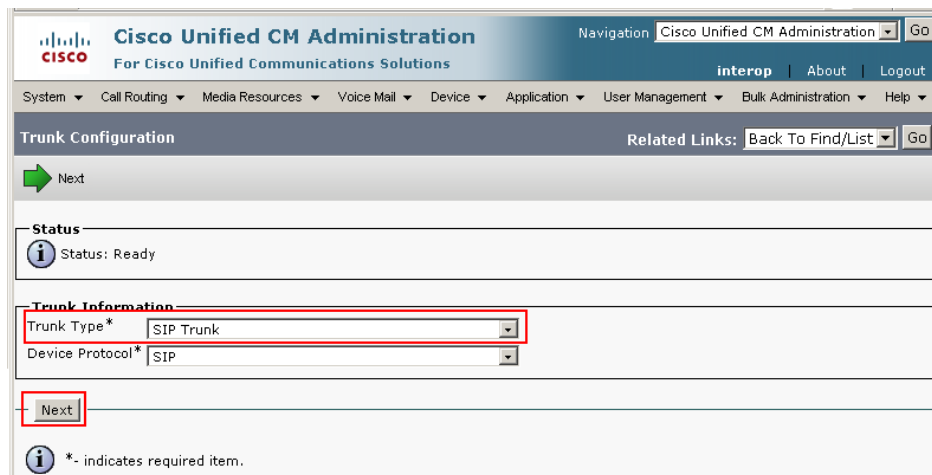 Cisco Unified CM Administration
Navigation Cisco Unified CM Administration Go
CISCO
For Cisco Unified Communications Solutions
interop | About | Logout
System Call Routing Media Resources Voice Mail Device Application User Management Bulk Administration Help
Trunk Configuration
Related Links: Back To Find/List Go
Next
Status
Status: Ready
Trunk Information
Trunk Type* SIP Trunk
Device Protocol* SIP
Next
*- indicates required item.